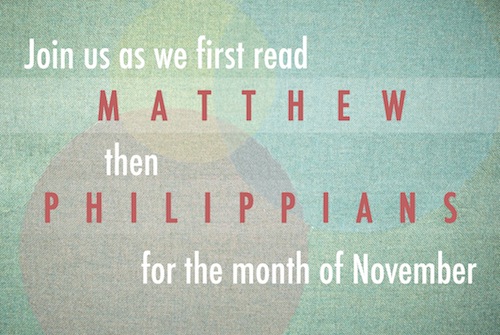 Join us as we first read
MATTHEW
then
PHILIPPIANS
for the month of November